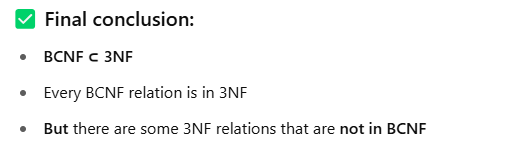 ✅ Final conclusion:
• BCNF ⊂ 3NF
• Every BCNF relation is in 3NF
• But there are some 3NF relations that are not in BCNF